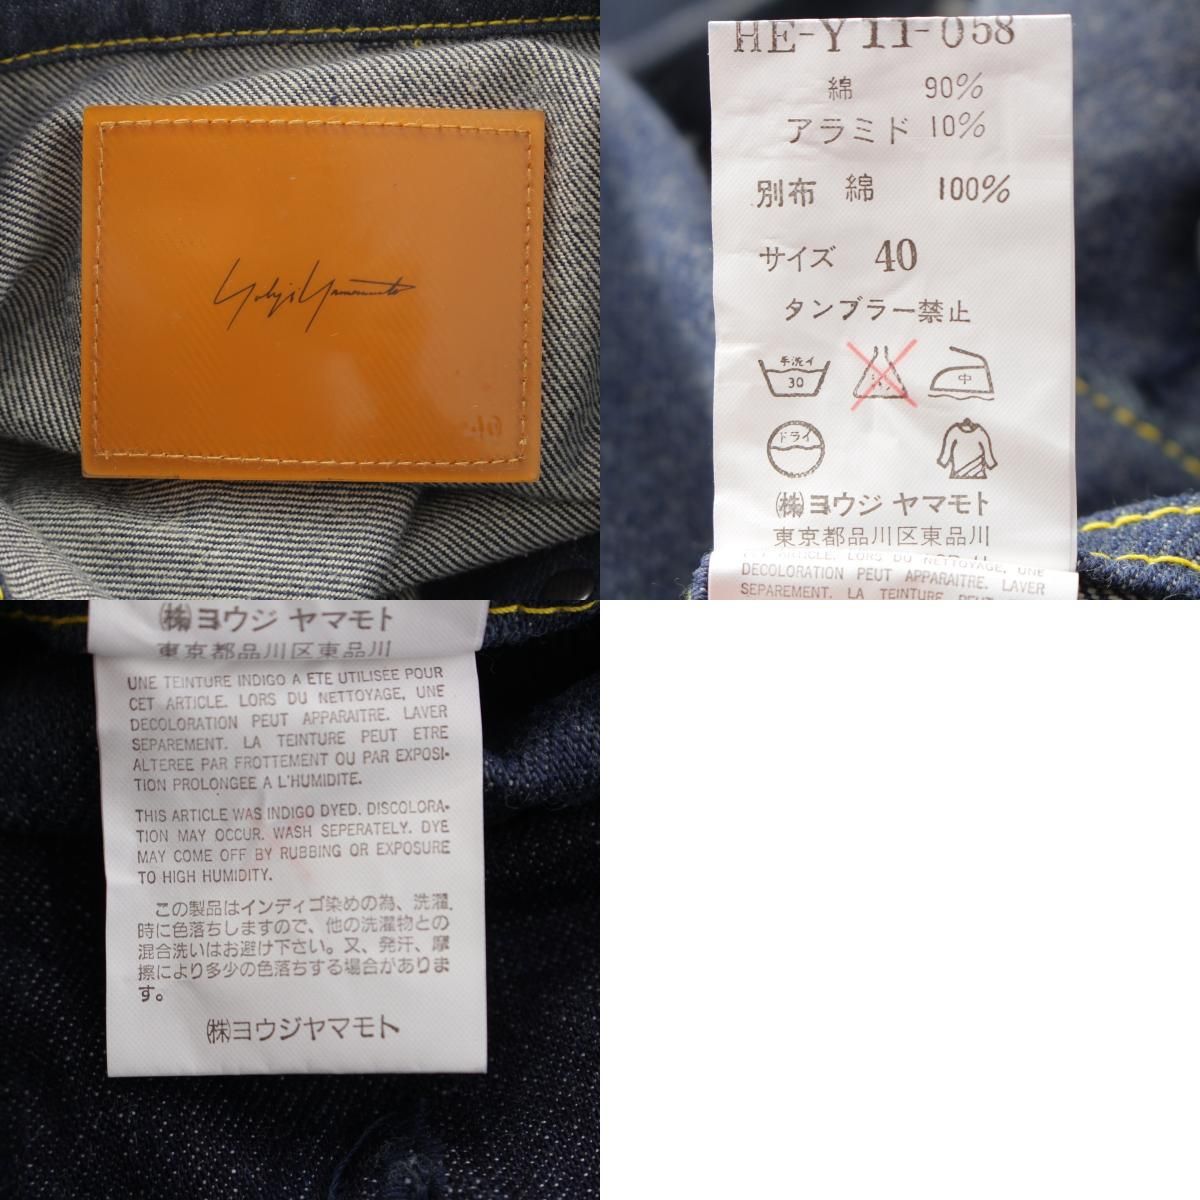 Yohji Yamamoto
HE-Y11-058
綿 90%
アラミド 10%
別布 綿 100%
サイズ 40
タンブラー禁止
手洗イ
30
中
ドライ
㈱ヨウジ ヤマモト
東京都品川区東品川
CET ARTICLE. LORS DU NETTOYAGE, UNE
DECOLORATION PEUT APPARAITRE. LAVER
SEPAREMENT. LA TEINTURE PEUT
㈱ヨウジ ヤマモト
東京都品川区東品川
UNE TEINTURE INDIGO A ETE UTILISEE POUR
CET ARTICLE. LORS DU NETTOYAGE, UNE
DECOLORATION PEUT APPARAITRE. LAVER
SEPAREMENT. LA TEINTURE PEUT ETRE
ALTEREE PAR FROTTEMENT OU PAR EXPOSI-
TION PROLONGEE A L'HUMIDITE.
THIS ARTICLE WAS INDIGO DYED. DISCOLORA-
TION MAY OCCUR. WASH SEPERATELY. DYE
MAY COME OFF BY RUBBING OR EXPOSURE
TO HIGH HUMIDITY.
この製品はインディゴ染めの為、洗濯
時に色落ちしますので、他の洗濯物との
混合洗いはお避け下さい。又、発汗、摩
擦により多少の色落ちする場合がありま
す。
㈱ヨウジヤマモト